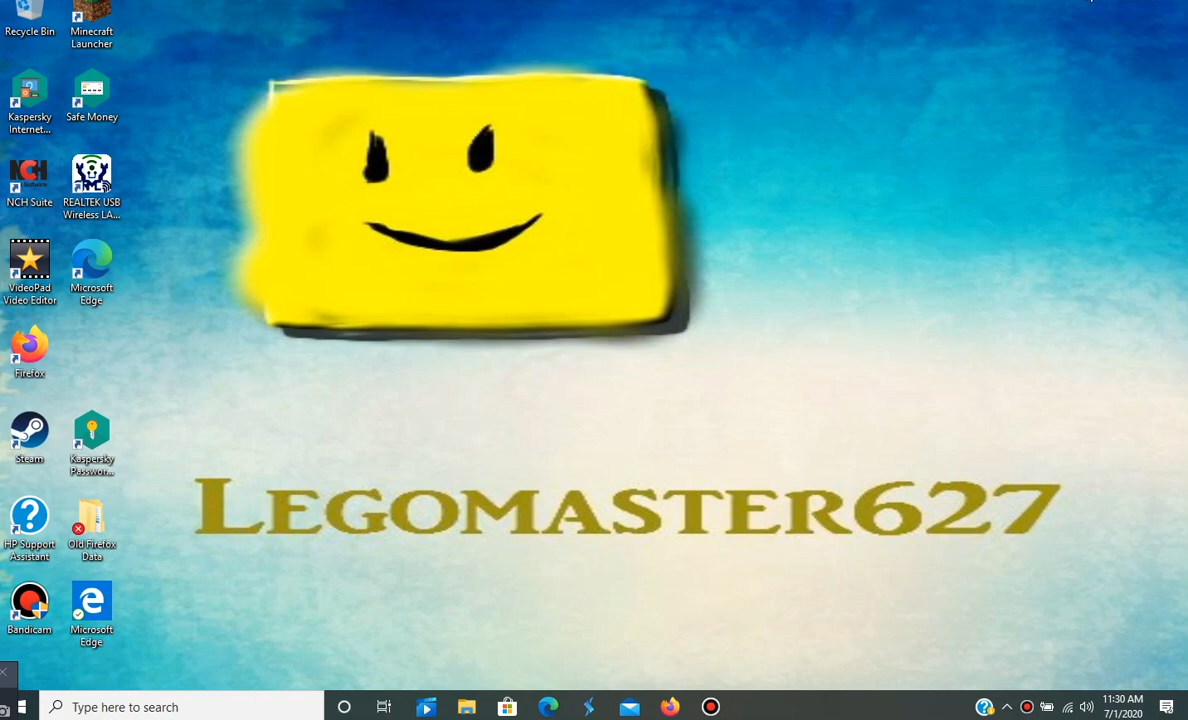 Recycle Bin
Minecraft
Launcher
Kaspersky
Internet...
Safe Money
NCH
NCH Suite
REALTEK USB
Wireless LA...
VideoPad
Video Editor
Microsoft
Edge
Firefox
Steam
Kaspersky
Passwor...
HP Support
Assistant
Old Firefox
Data
Bandicam
Microsoft
Edge
LEGOMASTER627
Type here to search
11:30 AM
7/1/2020